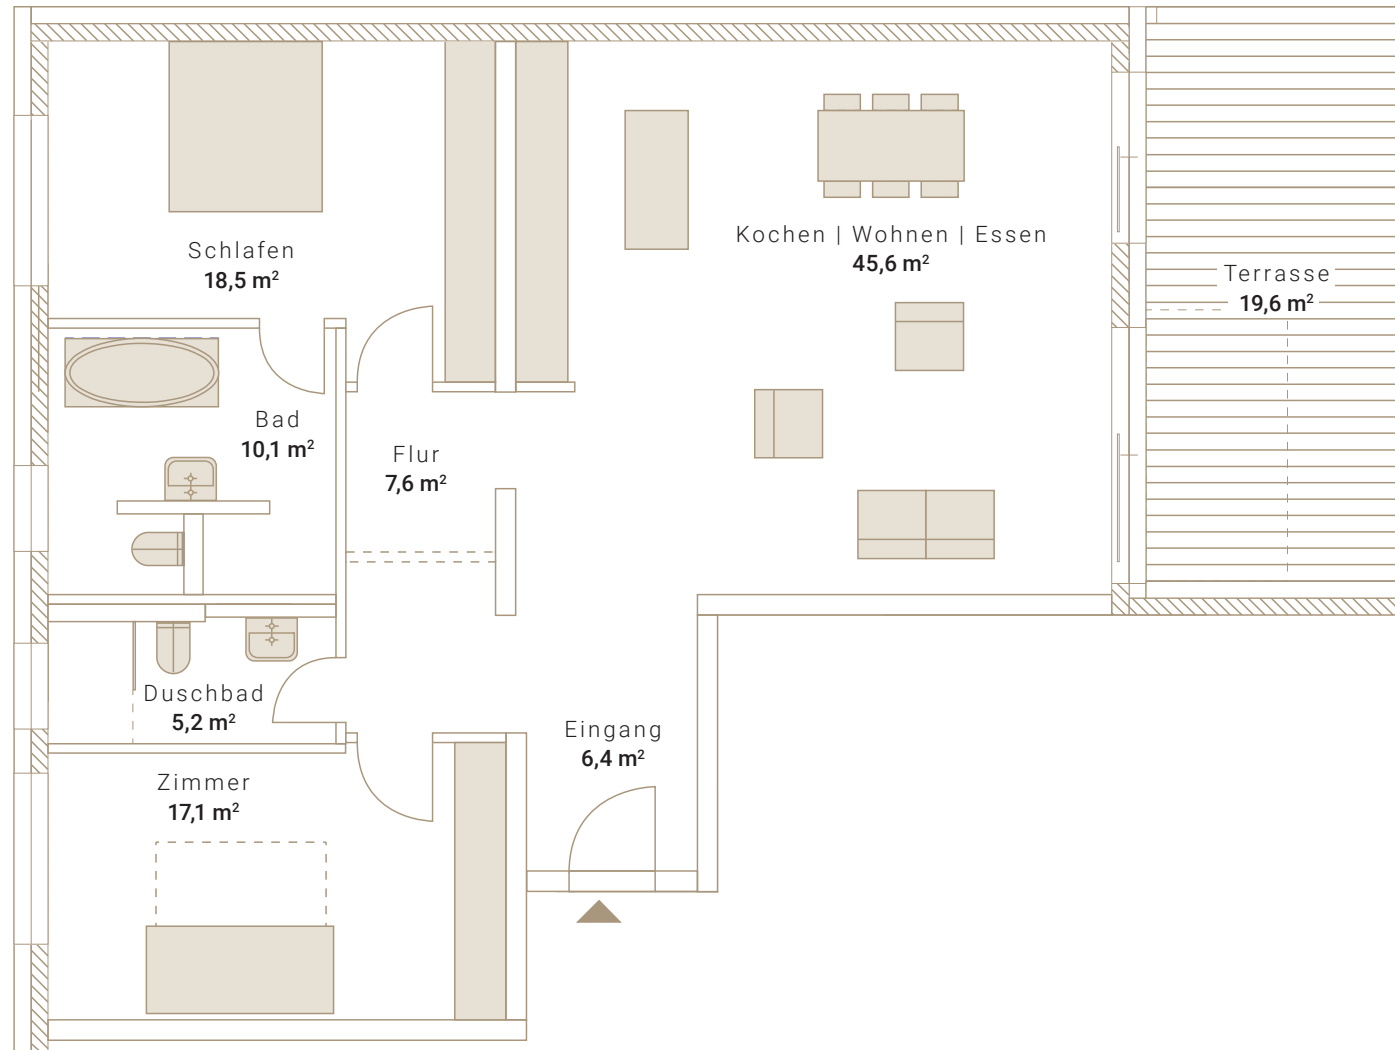 Schlafen
18,5 m²
Kochen | Wohnen | Essen
45,6 m²
Terrasse
19,6 m²
Bad
10,1 m²
Flur
7,6 m²
Duschbad
5,2 m²
Eingang
6,4 m²
Zimmer
17,1 m²